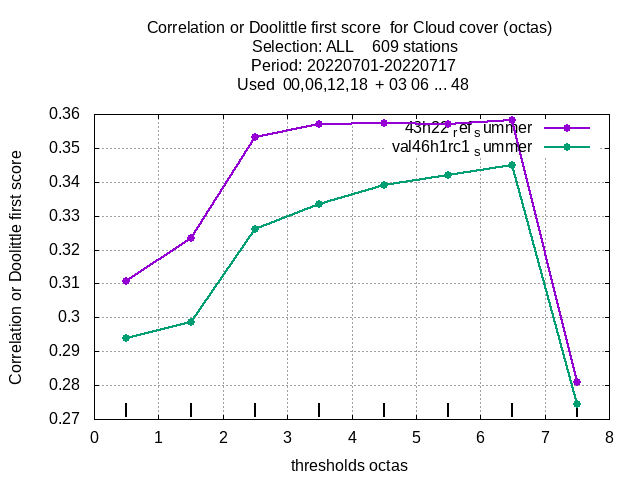 Correlation or Doolittle first score for Cloud cover (octas)
Selection: ALL 609 stations
Period: 20220701-20220717
Used 00,06,12,18 + 03 06 ... 48
0.36
0.35
0.34
0.33
0.32
0.31
0.3
0.29
0.28
0.27
Correlation or Doolittle first score
43h22_ref_summer
val46h1rc1_summer
0 1 2 3 4 5 6 7 8
thresholds octas